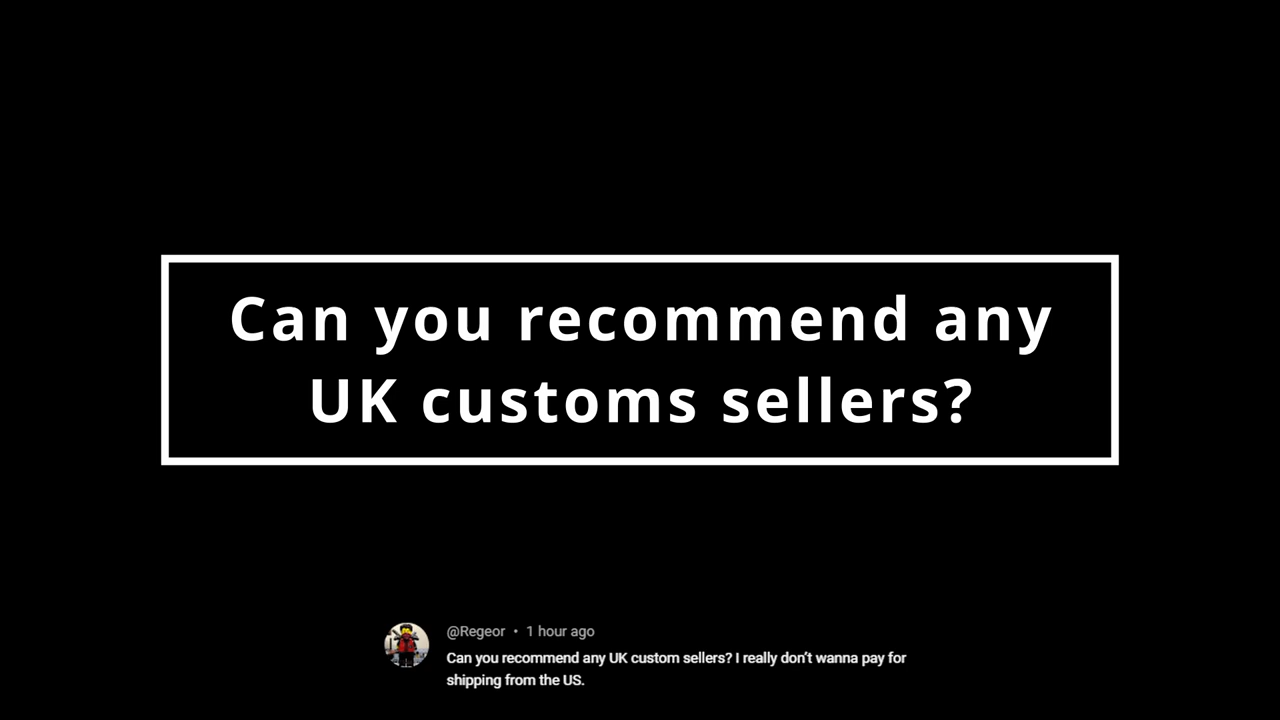 Can you recommend any
UK customs sellers?
@Regeor • 1 hour ago
Can you recommend any UK custom sellers? I really don't wanna pay for
shipping from the US.